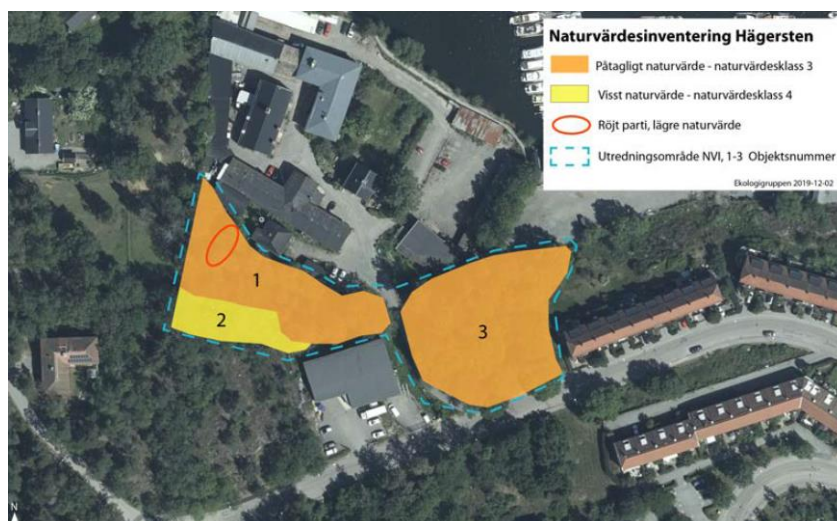 Naturvärdesinventering Hägersten
Påtagligt naturvärde - naturvärdesklass 3
Visst naturvärde - naturvärdesklass 4
Röjt parti, lägre naturvärde
Utredningsområde NVI, 1-3 Objektsnummer
Ekologigruppen 2019-12-02
1
2
3
N